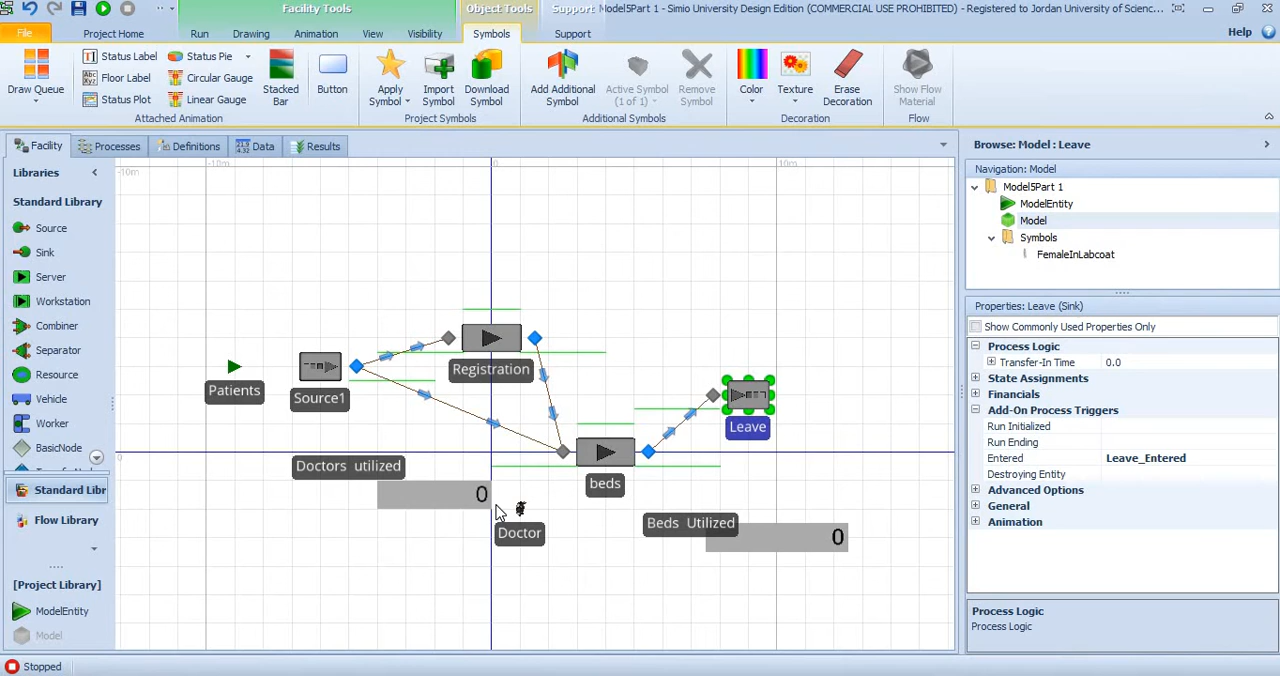 Facility Tools
Object Tools
Support
Model5Part 1 - Simio University Design Edition (COMMERCIAL USE PROHIBITED) - Registered to Jordan University of Scienc...
File
Project Home
Run
Drawing
Animation
View
Visibility
Symbols
Support
Help
Draw Queue
Status Label
Floor Label
Status Plot
Status Pie
Circular Gauge
Linear Gauge
Stacked Bar
Button
Attached Animation
Apply Symbol
Import Symbol
Download Symbol
Project Symbols
Add Additional Symbol
Active Symbol (1 of 1)
Remove Symbol
Additional Symbols
Color
Texture
Erase Decoration
Decoration
Show Flow Material
Flow
Facility
Processes
Definitions
Data
Results
Libraries
Standard Library
Source
Sink
Server
Workstation
Combiner
Separator
Resource
Vehicle
Worker
BasicNode
Standard Libr
Flow Library
[Project Library]
ModelEntity
Model
-10m
-10m
0
10m
0
Patients
Source1
Registration
beds
Leave
Doctors utilized
0
Doctor
Beds Utilized
0
Browse: Model : Leave
Navigation: Model
Model5Part 1
ModelEntity
Model
Symbols
FemaleInLabcoat
Properties: Leave (Sink)
Show Commonly Used Properties Only
Process Logic
Transfer-In Time 0.0
State Assignments
Financials
Add-On Process Triggers
Run Initialized
Run Ending
Entered Leave_Entered
Destroying Entity
Advanced Options
General
Animation
Process Logic
Process Logic
Stopped